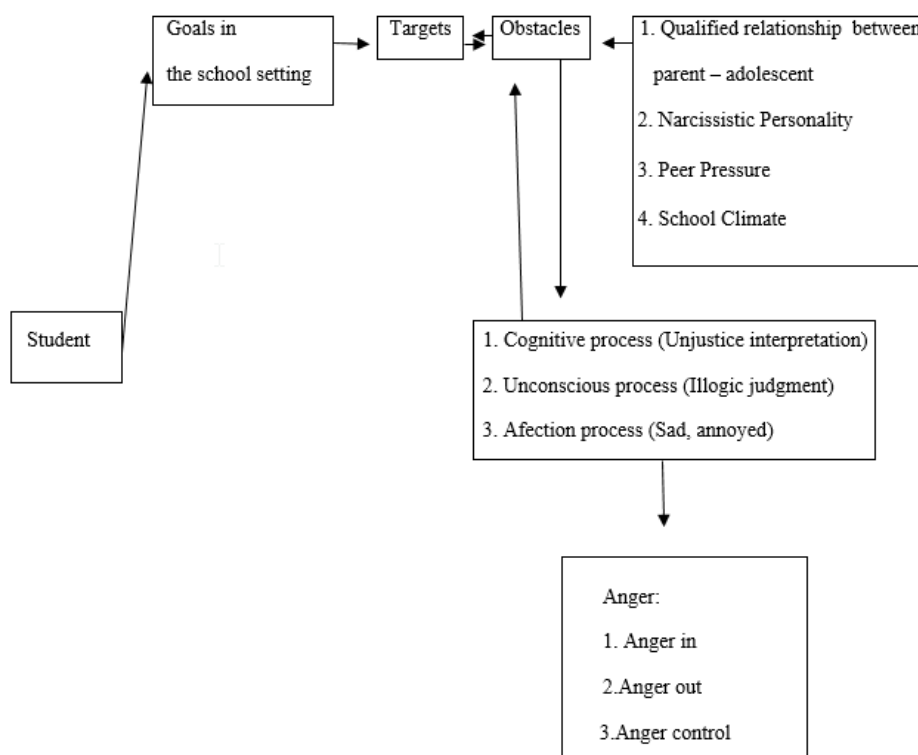 Goals in
the school setting
Targets
Obstacles
1. Qualified relationship between
parent – adolescent
2. Narcissistic Personality
3. Peer Pressure
4. School Climate
Student
1. Cognitive process (Unjustice interpretation)
2. Unconscious process (Illogic judgment)
3. Afection process (Sad, annoyed)
Anger:
1. Anger in
2.Anger out
3.Anger control